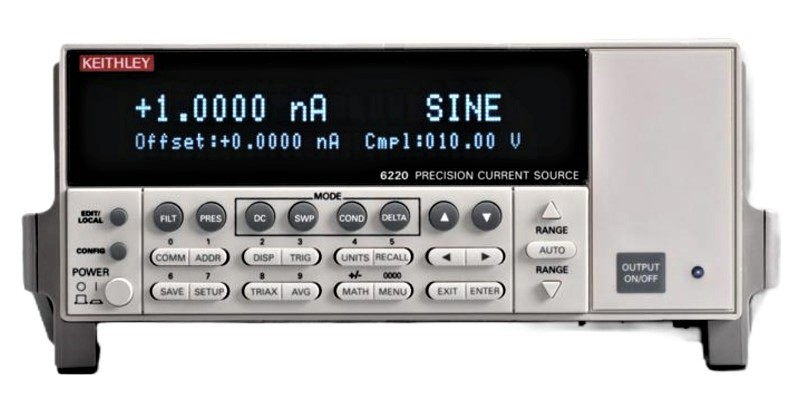 KEITHLEY
+1.0000 nA SINE
Offset:+0.0000 nA Cmpl:010.00 V
6220 PRECISION CURRENT SOURCE
MODE
EDIT/
LOCAL
FILT PRES DC SWP COND DELTA
RANGE
0 1 2 3 4 5
CONFIG
COMM ADDR DISP TRIG UNITS RECALL
AUTO
POWER
RANGE
6 7 8 9 +/- 0000
O I
SAVE SETUP TRIAX AVG MATH MENU EXIT ENTER
OUTPUT
ON/OFF